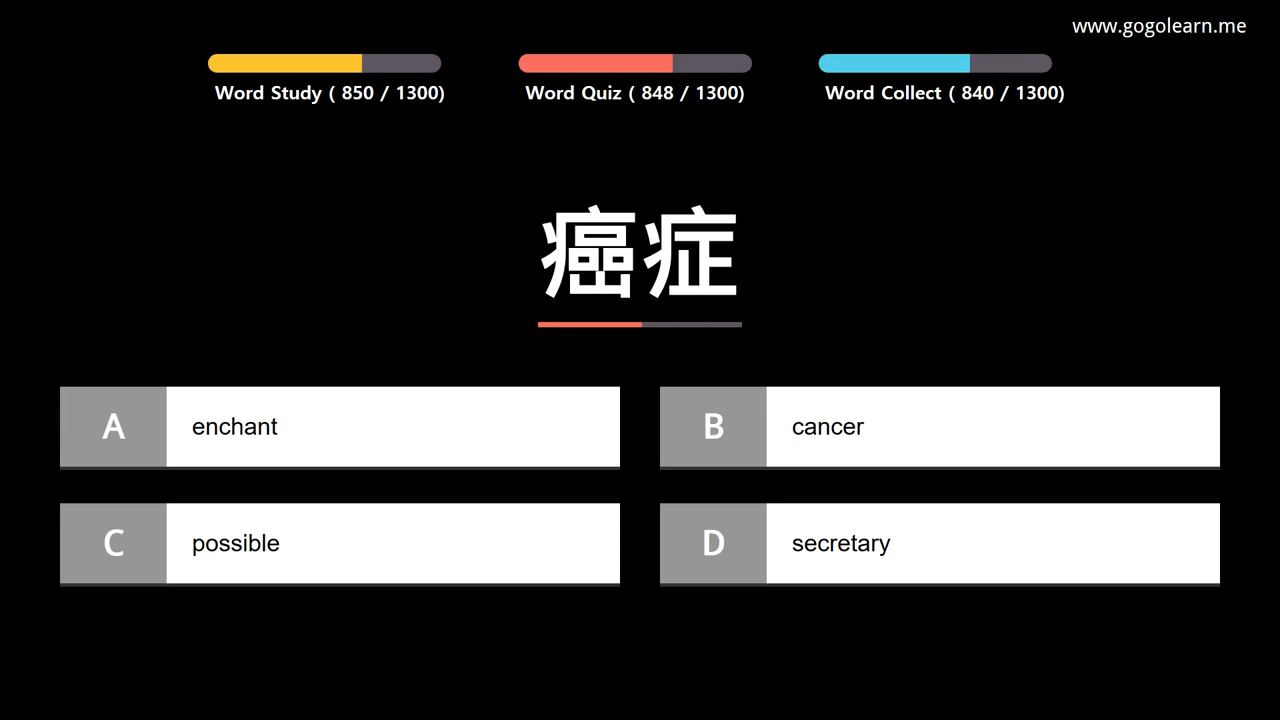 www.gogolearn.me
Word Study ( 850 / 1300)
Word Quiz ( 848 / 1300)
Word Collect ( 840 / 1300)
癌症
A enchant
B cancer
C possible
D secretary